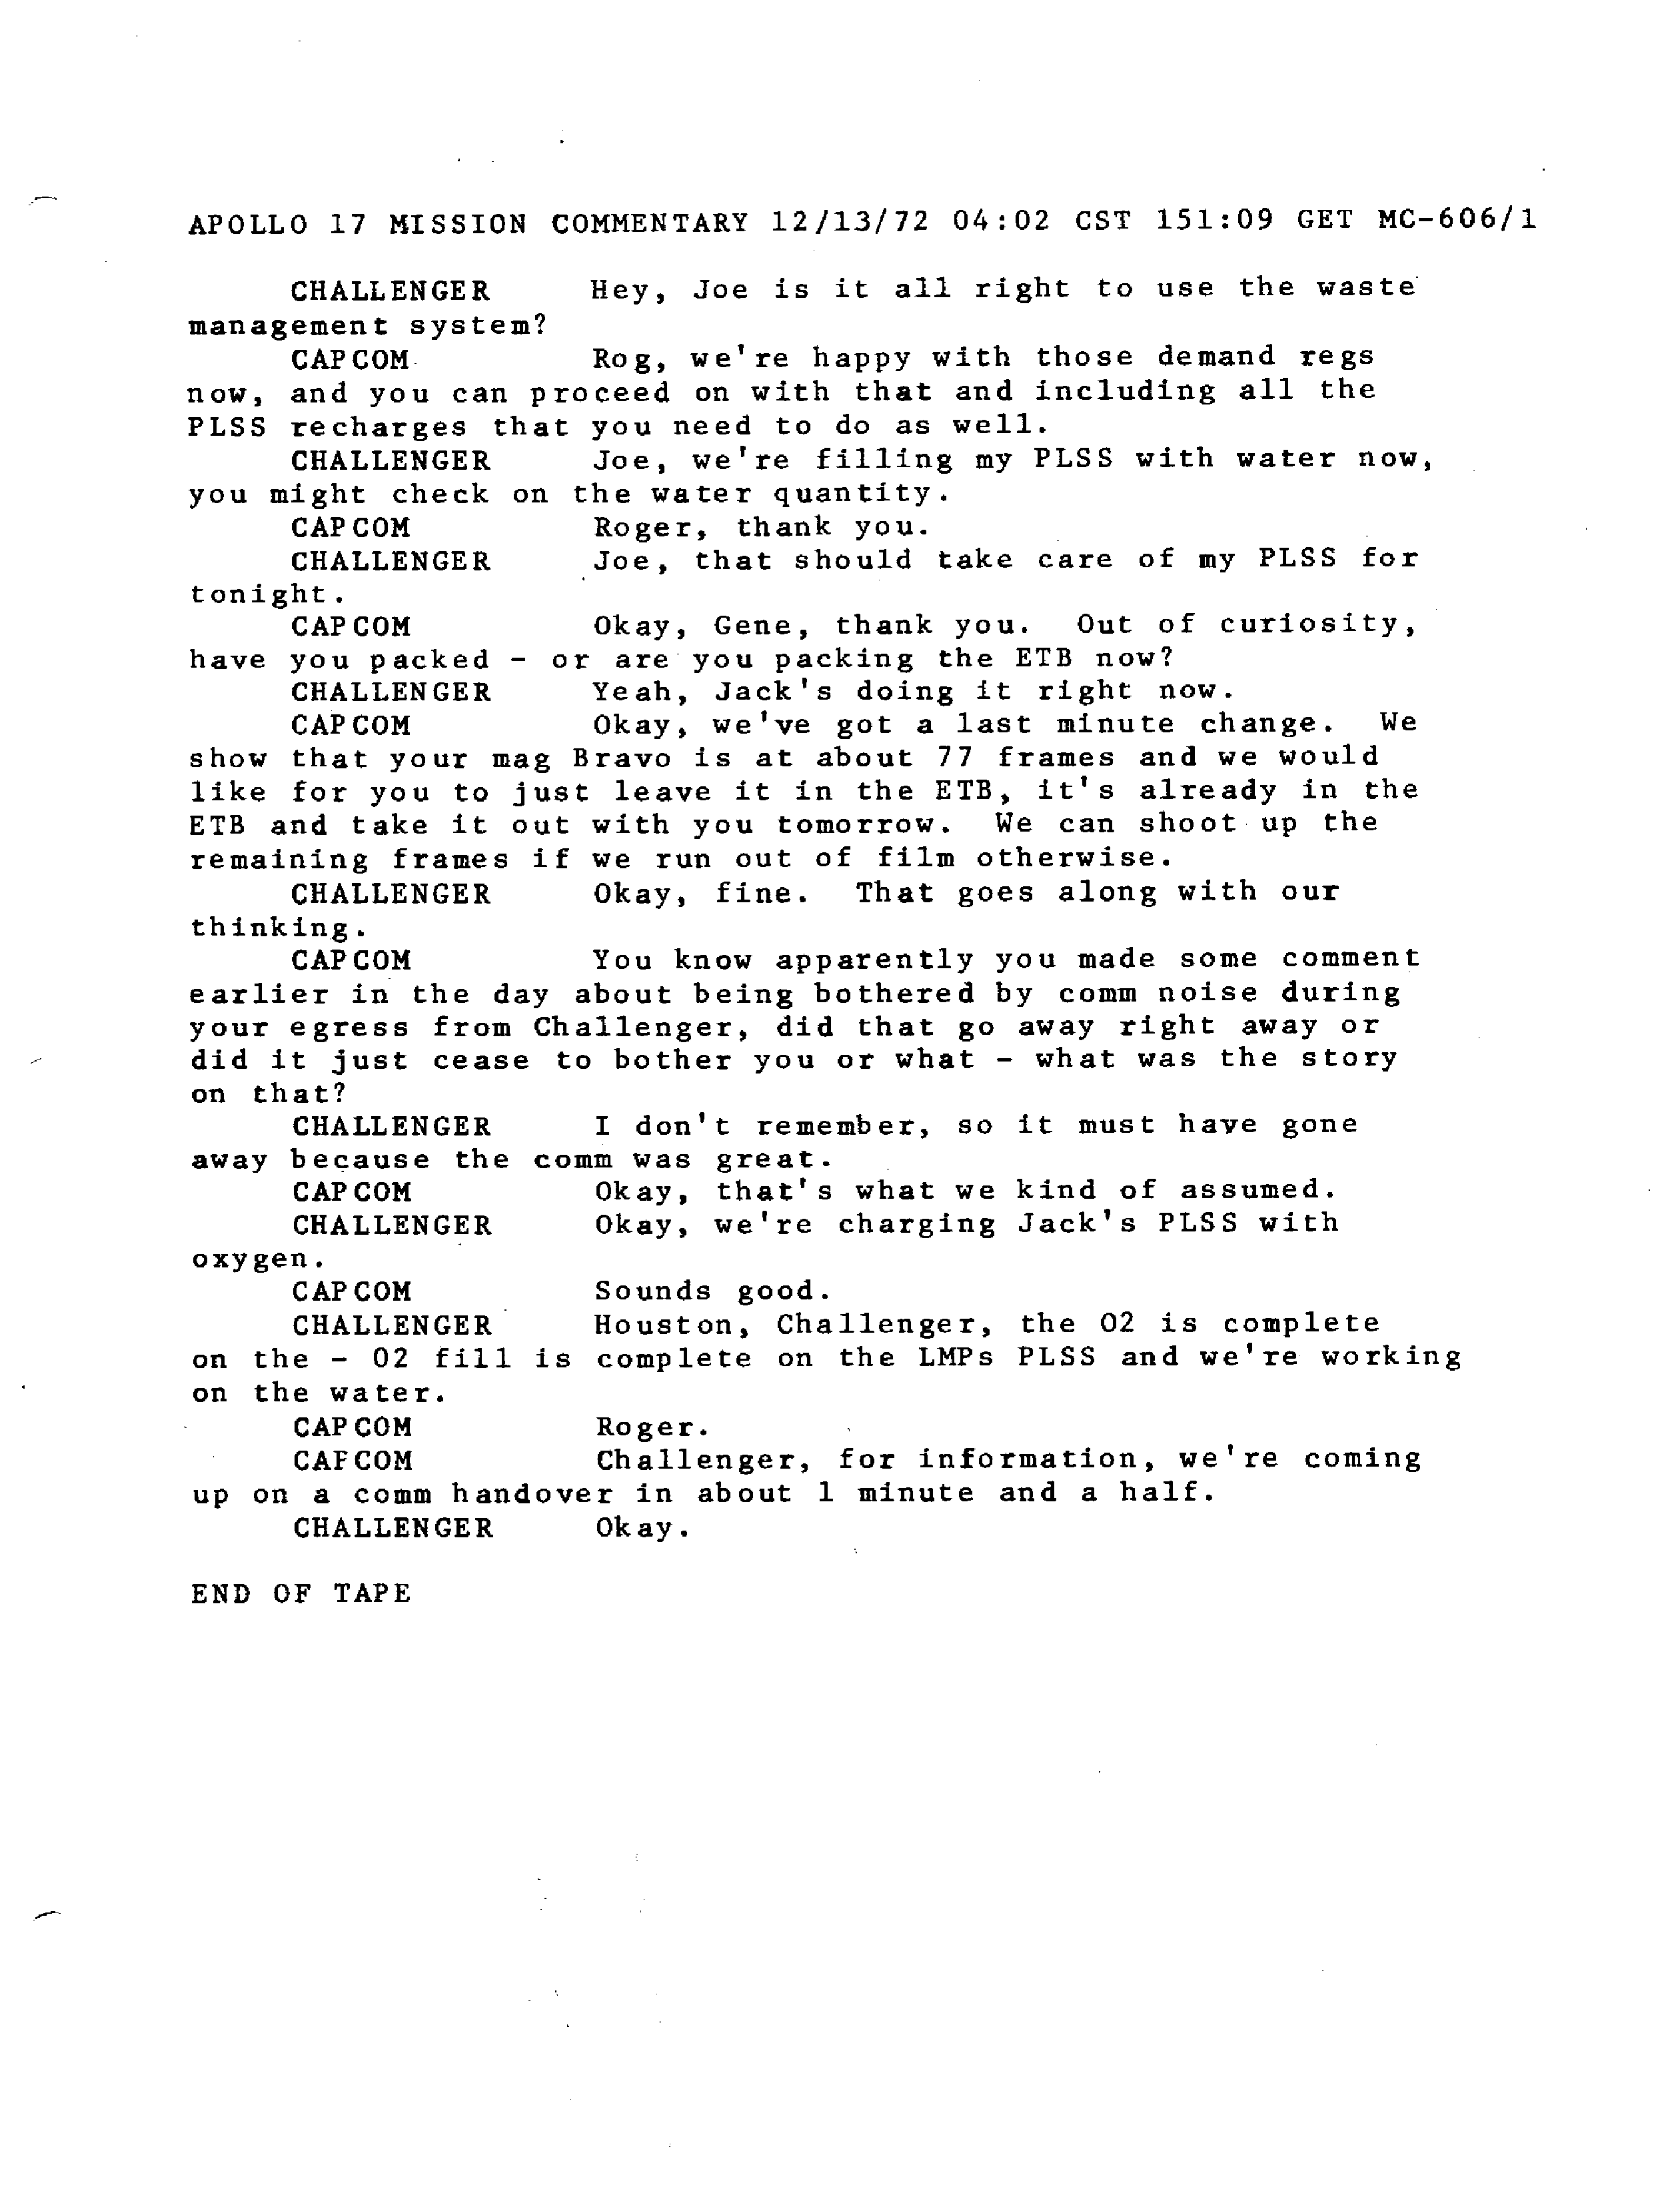 APOLLO 17 MISSION COMMENTARY 12/13/72 04:02 CST 151:09 GET MC-606/1
CHALLENGER Hey, Joe is it all right to use the waste
management system?
CAPCOM Rog, we're happy with those demand regs
now, and you can proceed on with that and including all the
PLSS recharges that you need to do as well.
CHALLENGER Joe, we're filling my PLSS with water now,
you might check on the water quantity.
CAPCOM Roger, thank you.
CHALLENGER Joe, that should take care of my PLSS for
tonight.
CAPCOM Okay, Gene, thank you. Out of curiosity,
have you packed - or are you packing the ETB now?
CHALLENGER Yeah, Jack's doing it right now.
CAPCOM Okay, we've got a last minute change. We
show that your mag Bravo is at about 77 frames and we would
like for you to just leave it in the ETB, it's already in the
ETB and take it out with you tomorrow. We can shoot up the
remaining frames if we run out of film otherwise.
CHALLENGER Okay, fine. That goes along with our
thinking.
CAPCOM You know apparently you made some comment
earlier in the day about being bothered by comm noise during
your egress from Challenger, did that go away right away or
did it just cease to bother you or what - what was the story
on that?
CHALLENGER I don't remember, so it must have gone
away because the comm was great.
CAPCOM Okay, that's what we kind of assumed.
CHALLENGER Okay, we're charging Jack's PLSS with
oxygen.
CAPCOM Sounds good.
CHALLENGER Houston, Challenger, the O2 is complete
on the - O2 fill is complete on the LMPs PLSS and we're working
on the water.
CAPCOM Roger.
CAPCOM Challenger, for information, we're coming
up on a comm handover in about 1 minute and a half.
CHALLENGER Okay.
END OF TAPE